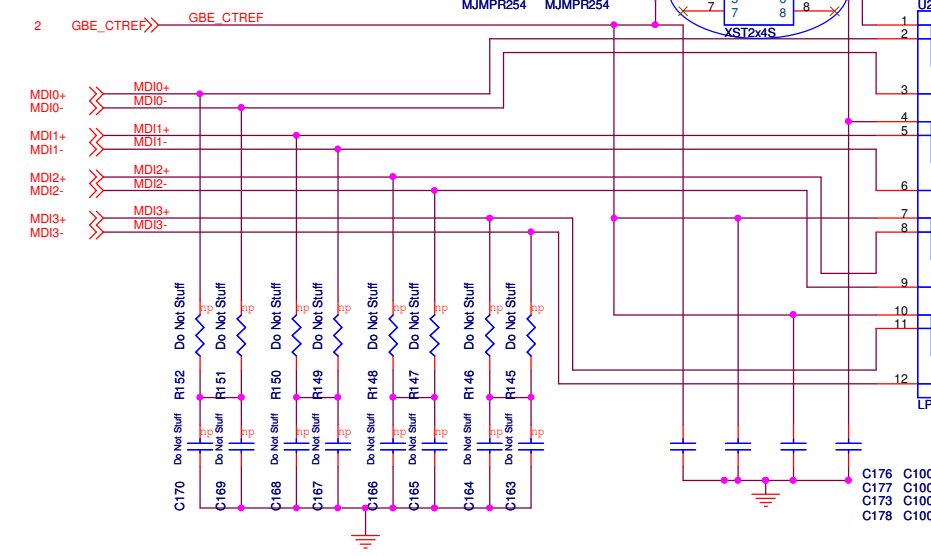 MJMPR254 MJMPR254
U2
2 GBE_CTREF GBE_CTREF
7 7 8 8
XST2x4S
1
2
MDI0+ MDI0+
MDI0- MDI0-
3
4
MDI1+ MDI1+
5
MDI1- MDI1-
MDI2+ MDI2+
MDI2- MDI2-
6
MDI3+ MDI3+
7
MDI3- MDI3-
8
9
10
11
12
LP
Do Not Stuff np Do Not Stuff np Do Not Stuff np Do Not Stuff np Do Not Stuff np Do Not Stuff np Do Not Stuff np Do Not Stuff np
R152 R151 R150 R149 R148 R147 R146 R145
Do Not Stuff np Do Not Stuff np Do Not Stuff np Do Not Stuff np Do Not Stuff np Do Not Stuff np Do Not Stuff np Do Not Stuff np
C170 C169 C168 C167 C166 C165 C164 C163
C176 C100
C177 C100
C173 C100
C178 C100